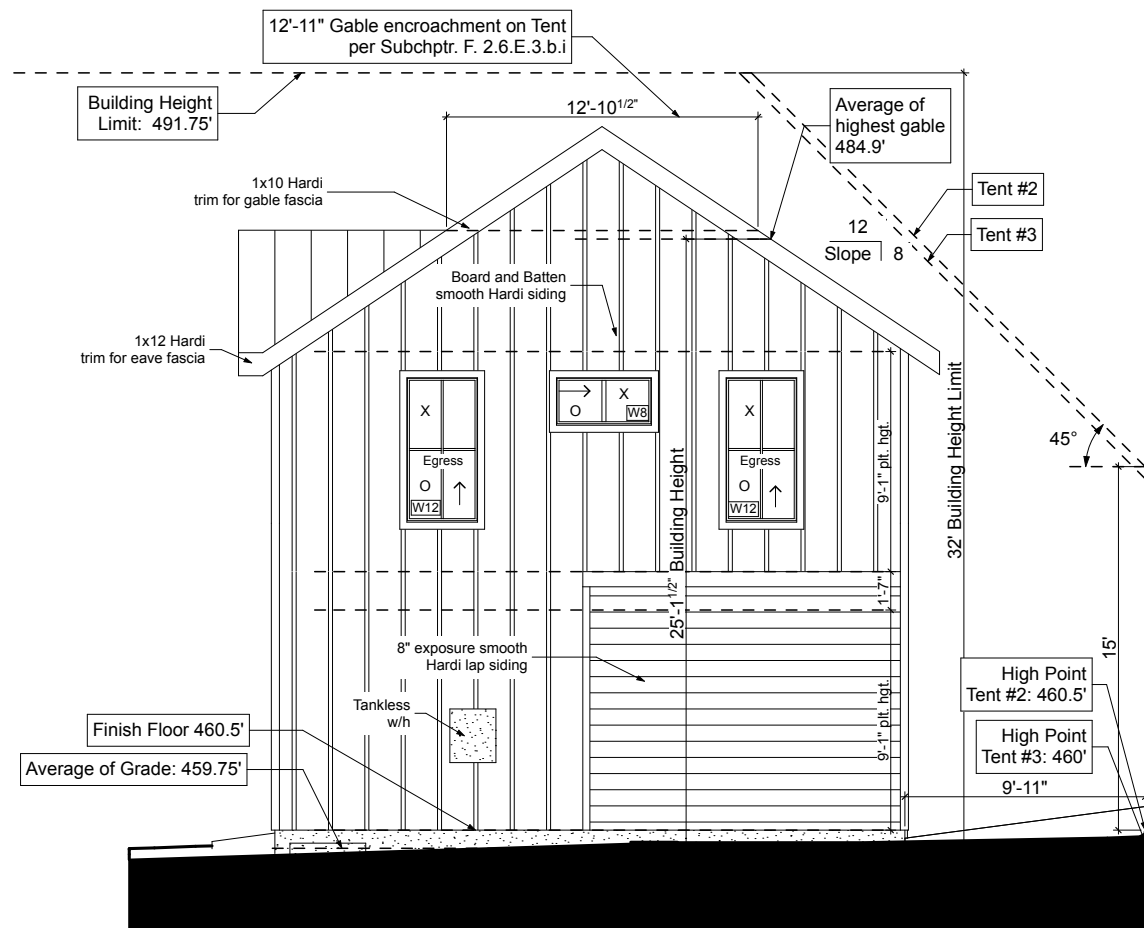 12'-11" Gable encroachment on Tent
per Subchptr. F. 2.6.E.3.b.i
Building Height
Limit: 491.75'
12'-10 1/2"
Average of
highest gable
484.9'
1x10 Hardi
trim for gable fascia
Tent #2
12
Slope
8
Tent #3
Board and Batten
smooth Hardi siding
1x12 Hardi
trim for eave fascia
X
Egress
O
W12
X
O
W8
X
Egress
O
W12
9'-1" plt. hgt.
32' Building Height Limit
45°
25'-1 1/2" Building Height
1'-7"
8" exposure smooth
Hardi lap siding
9'-1" plt. hgt.
15'
Tankless
w/h
High Point
Tent #2: 460.5'
Finish Floor 460.5'
High Point
Tent #3: 460'
Average of Grade: 459.75'
9'-11"